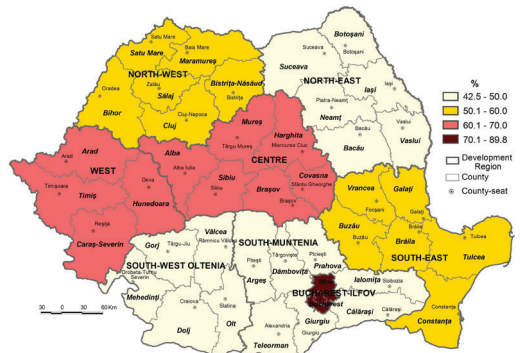 Satu Mare
Satu Mare
Baia Mare
Maramureș
NORTH-WEST
Oradea
Zalău
Sălaj
Bistrița-Năsăud
Bistrița
Bihor
Cluj-Napoca
Cluj
Botoșani
Suceava
Botoșani
Suceava
NORTH-EAST
Iași
Iași
Piatra-Neamț
Neamț
Bacău
Vaslui
Bacău
Vaslui
%
42.5 - 50.0
50.1 - 60.0
60.1 - 70.0
70.1 - 89.8
Development
Region
County
County-seat
Mureș
Harghita
Târgu Mureș
Miercurea Ciuc
CENTRE
Alba
Alba Iulia
Sibiu
Sibiu
Covasna
Sfântu Gheorghe
Brașov
Brașov
Arad
Arad
WEST
Timișoara
Timiș
Deva
Hunedoara
Reșița
Caraș-Severin
Vrancea
Galați
Focșani
Galați
Buzău
Buzău
Brăila
Brăila
Tulcea
SOUTH-EAST
Tulcea
Constanța
Constanța
Vâlcea
Gorj
Târgu-Jiu
Râmnicu Vâlcea
SOUTH-WEST OLTENIA
Drobeta-Turnu
Severin
Mehedinți
Craiova
Slatina
Dolj
Olt
SOUTH-MUNTENIA
Pitești
Târgoviște
Ploiești
Argeș
Dâmbovița
Prahova
Ialomița
Slobozia
BUCHAREST-ILFOV
Bucharest
Călărași
Călărași
Alexandria
Giurgiu
Giurgiu
Teleorman
30 0 60 Km